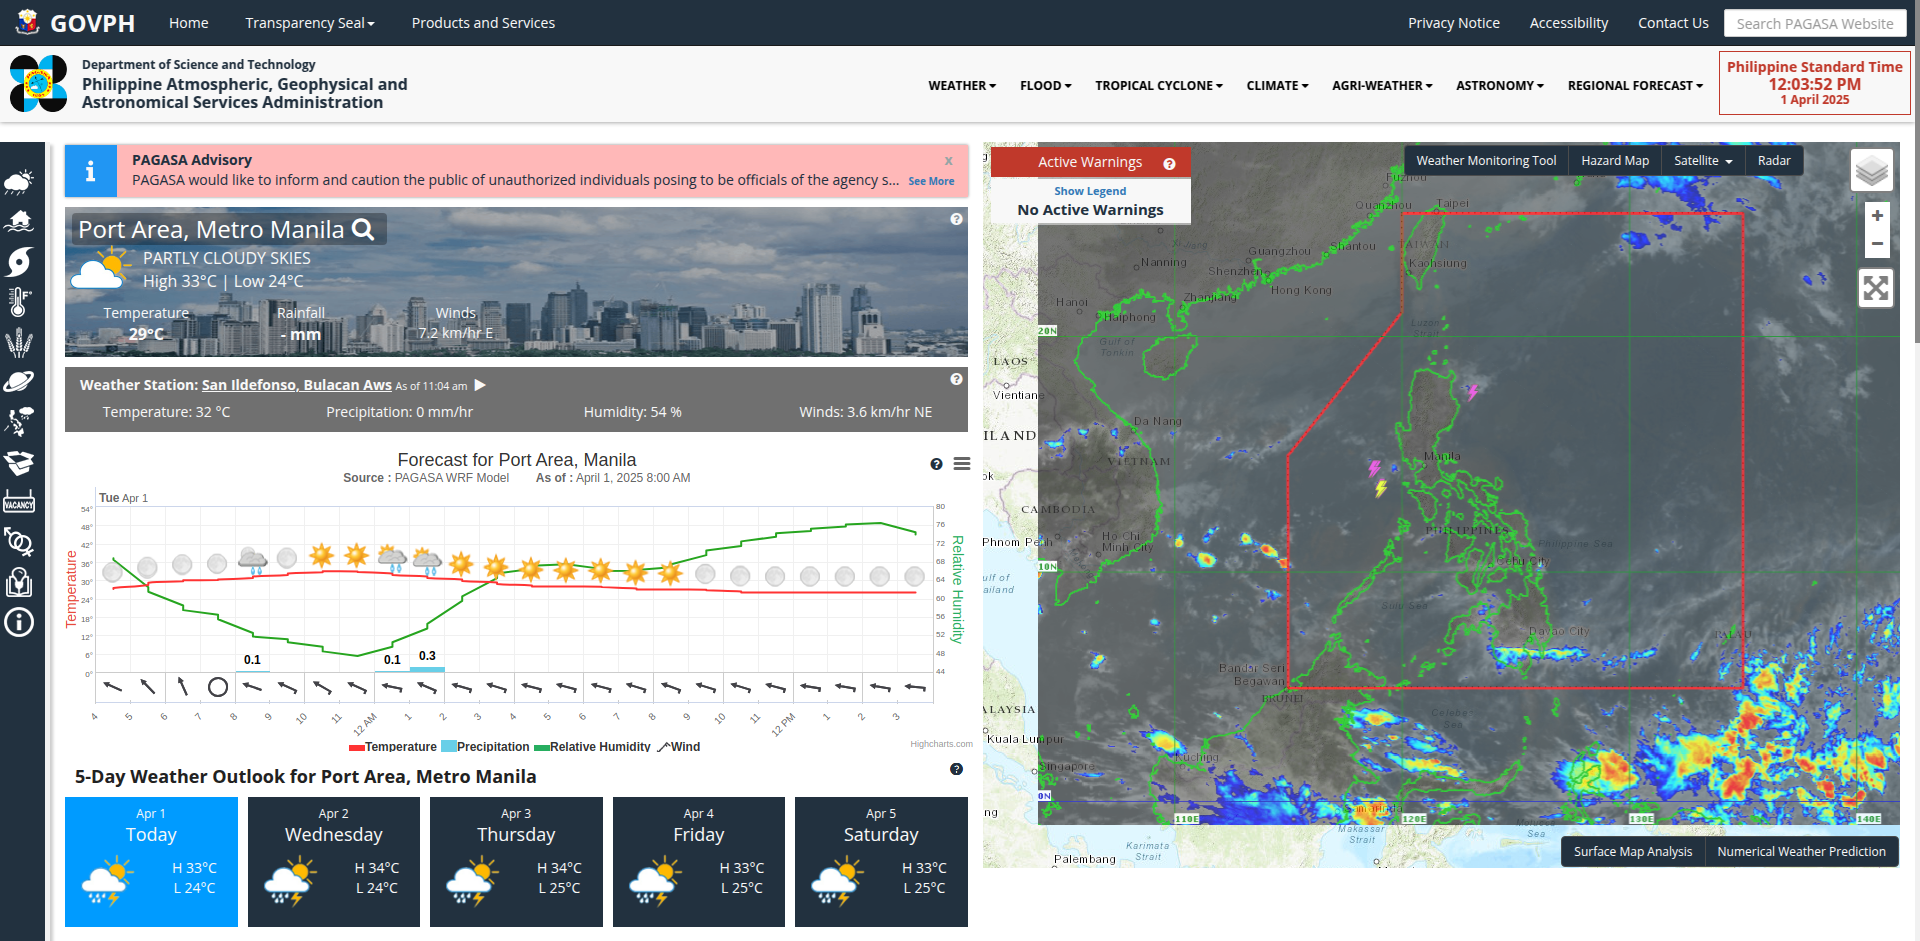 GOVPH
Home
Transparency Seal
Products and Services
Privacy Notice
Accessibility
Contact Us
Search PAGASA Website
Department of Science and Technology
Philippine Atmospheric, Geophysical and
Astronomical Services Administration
WEATHER
FLOOD
TROPICAL CYCLONE
CLIMATE
AGRI-WEATHER
ASTRONOMY
REGIONAL FORECAST
Philippine Standard Time
12:03:52 PM
1 April 2025
PAGASA Advisory
x
PAGASA would like to inform and caution the public of unauthorized individuals posing to be officials of the agency s... See More
Port Area, Metro Manila
PARTLY CLOUDY SKIES
High 33°C | Low 24°C
Temperature
29°C
Rainfall
- mm
Winds
7.2 km/hr E
Weather Station: San Ildefonso, Bulacan Aws As of 11:04 am
Temperature: 32 °C
Precipitation: 0 mm/hr
Humidity: 54 %
Winds: 3.6 km/hr NE
Forecast for Port Area, Manila
Source : PAGASA WRF Model As of : April 1, 2025 8:00 AM
Tue Apr 1
Temperature
54°
48°
42°
36°
30°
24°
18°
12°
6°
0°
80
76
72
68
64
60
56
52
48
44
Relative Humidity
0.1
0.1
0.3
4
5
6
7
8
9
10
11
12 AM
1
2
3
4
5
6
7
8
9
10
11
12 PM
1
2
3
Temperature
Precipitation
Relative Humidity
Wind
Highcharts.com
5-Day Weather Outlook for Port Area, Metro Manila
Apr 1
Today
H 33°C
L 24°C
Apr 2
Wednesday
H 34°C
L 24°C
Apr 3
Thursday
H 34°C
L 25°C
Apr 4
Friday
H 33°C
L 25°C
Apr 5
Saturday
H 33°C
L 25°C
VACANCY
Active Warnings
Show Legend
No Active Warnings
Weather Monitoring Tool
Hazard Map
Satellite
Radar
+
−
Fuzhou
Quanzhou
Taipei
Xi Jiang
Guangzhou
Shantou
TAIWAN
Nanning
Shenzhen
Kaohsiung
Hong Kong
Hanoi
Zhanjiang
Haiphong
20N
Luzon
Strait
Gulf of
Tonkin
LAOS
Vientiane
Da Nang
ILAND
VIETNAM
Manila
ok
CAMBODIA
Ho Chi
Minh City
Phnom Penh
PHILIPPINES
Philippine Sea
Cebu City
10N
ulf of
ailand
Sulu Sea
Davao City
PALAU
Bandar Seri
Begawan
BRUNEI
ALAYSIA
Celebes
Sea
Kuala Lumpur
Kuching
Singapore
0N
ng
Samarinda
110E
120E
130E
140E
Makassar
Strait
Molucca
Sea
Karimata
Strait
Palembang
Surface Map Analysis
Numerical Weather Prediction